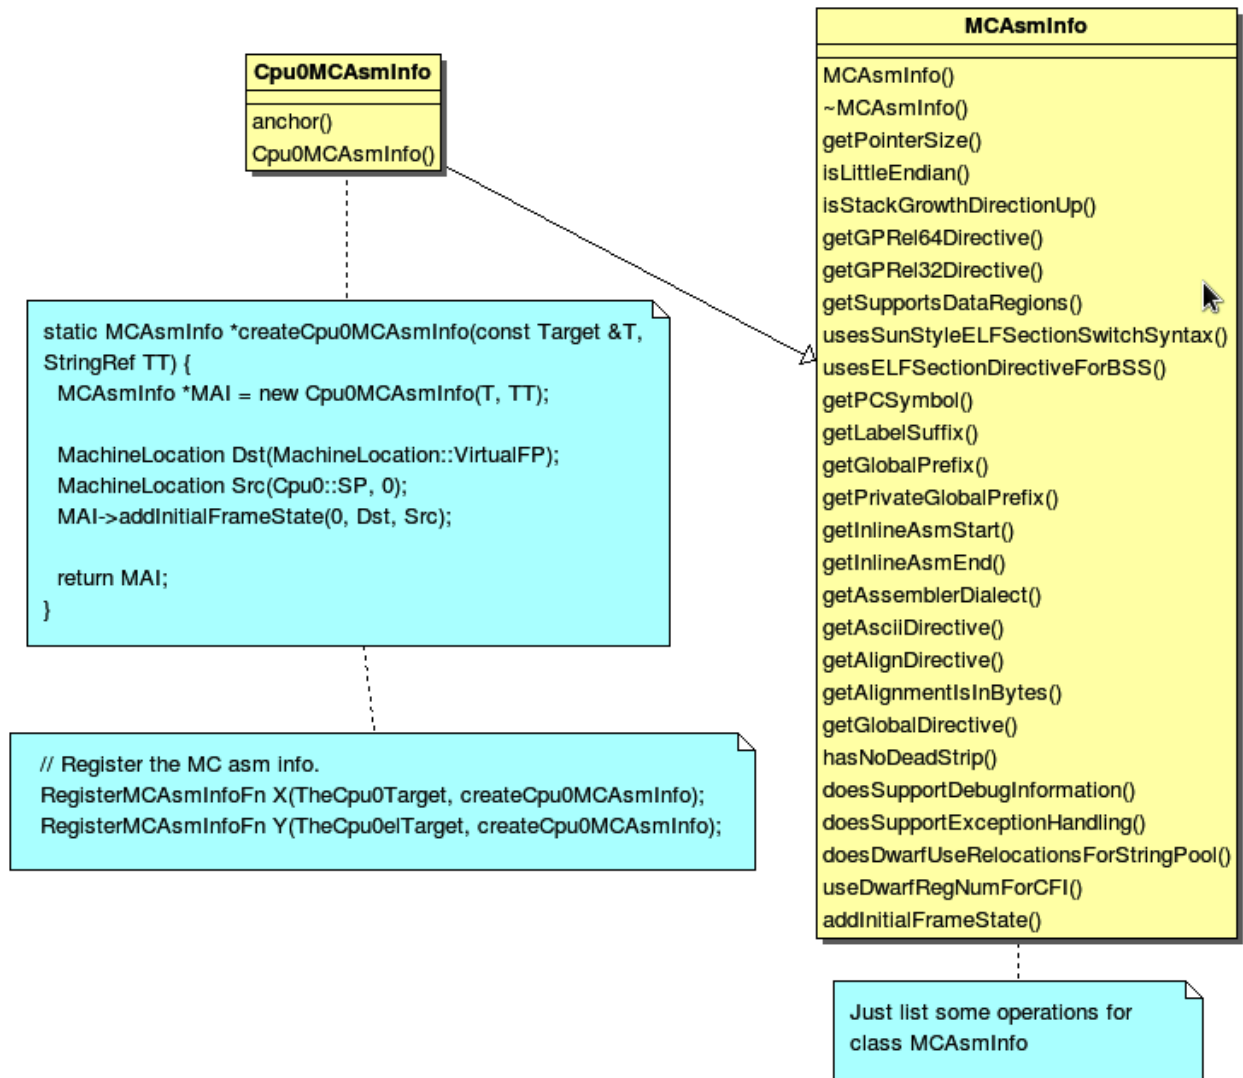 Cpu0MCAsmInfo
anchor()
Cpu0MCAsmInfo()
static MCAsmInfo *createCpu0MCAsmInfo(const Target &T,
StringRef TT) {
MCAsmInfo *MAI = new Cpu0MCAsmInfo(T, TT);
MachineLocation Dst(MachineLocation::VirtualFP);
MachineLocation Src(Cpu0::SP, 0);
MAI->addInitialFrameState(0, Dst, Src);
return MAI;
}
// Register the MC asm info.
RegisterMCAsmInfoFn X(TheCpu0Target, createCpu0MCAsmInfo);
RegisterMCAsmInfoFn Y(TheCpu0elTarget, createCpu0MCAsmInfo);
MCAsmInfo
MCAsmInfo()
~MCAsmInfo()
getPointerSize()
isLittleEndian()
isStackGrowthDirectionUp()
getGPRel64Directive()
getGPRel32Directive()
getSupportsDataRegions()
usesSunStyleELFSectionSwitchSyntax()
usesELFSectionDirectiveForBSS()
getPCSymbol()
getLabelSuffix()
getGlobalPrefix()
getPrivateGlobalPrefix()
getInlineAsmStart()
getInlineAsmEnd()
getAssemblerDialect()
getAsciiDirective()
getAlignDirective()
getAlignmentIsInBytes()
getGlobalDirective()
hasNoDeadStrip()
doesSupportDebugInformation()
doesSupportExceptionHandling()
doesDwarfUseRelocationsForStringPool()
useDwarfRegNumForCFI()
addInitialFrameState()
Just list some operations for
class MCAsmInfo